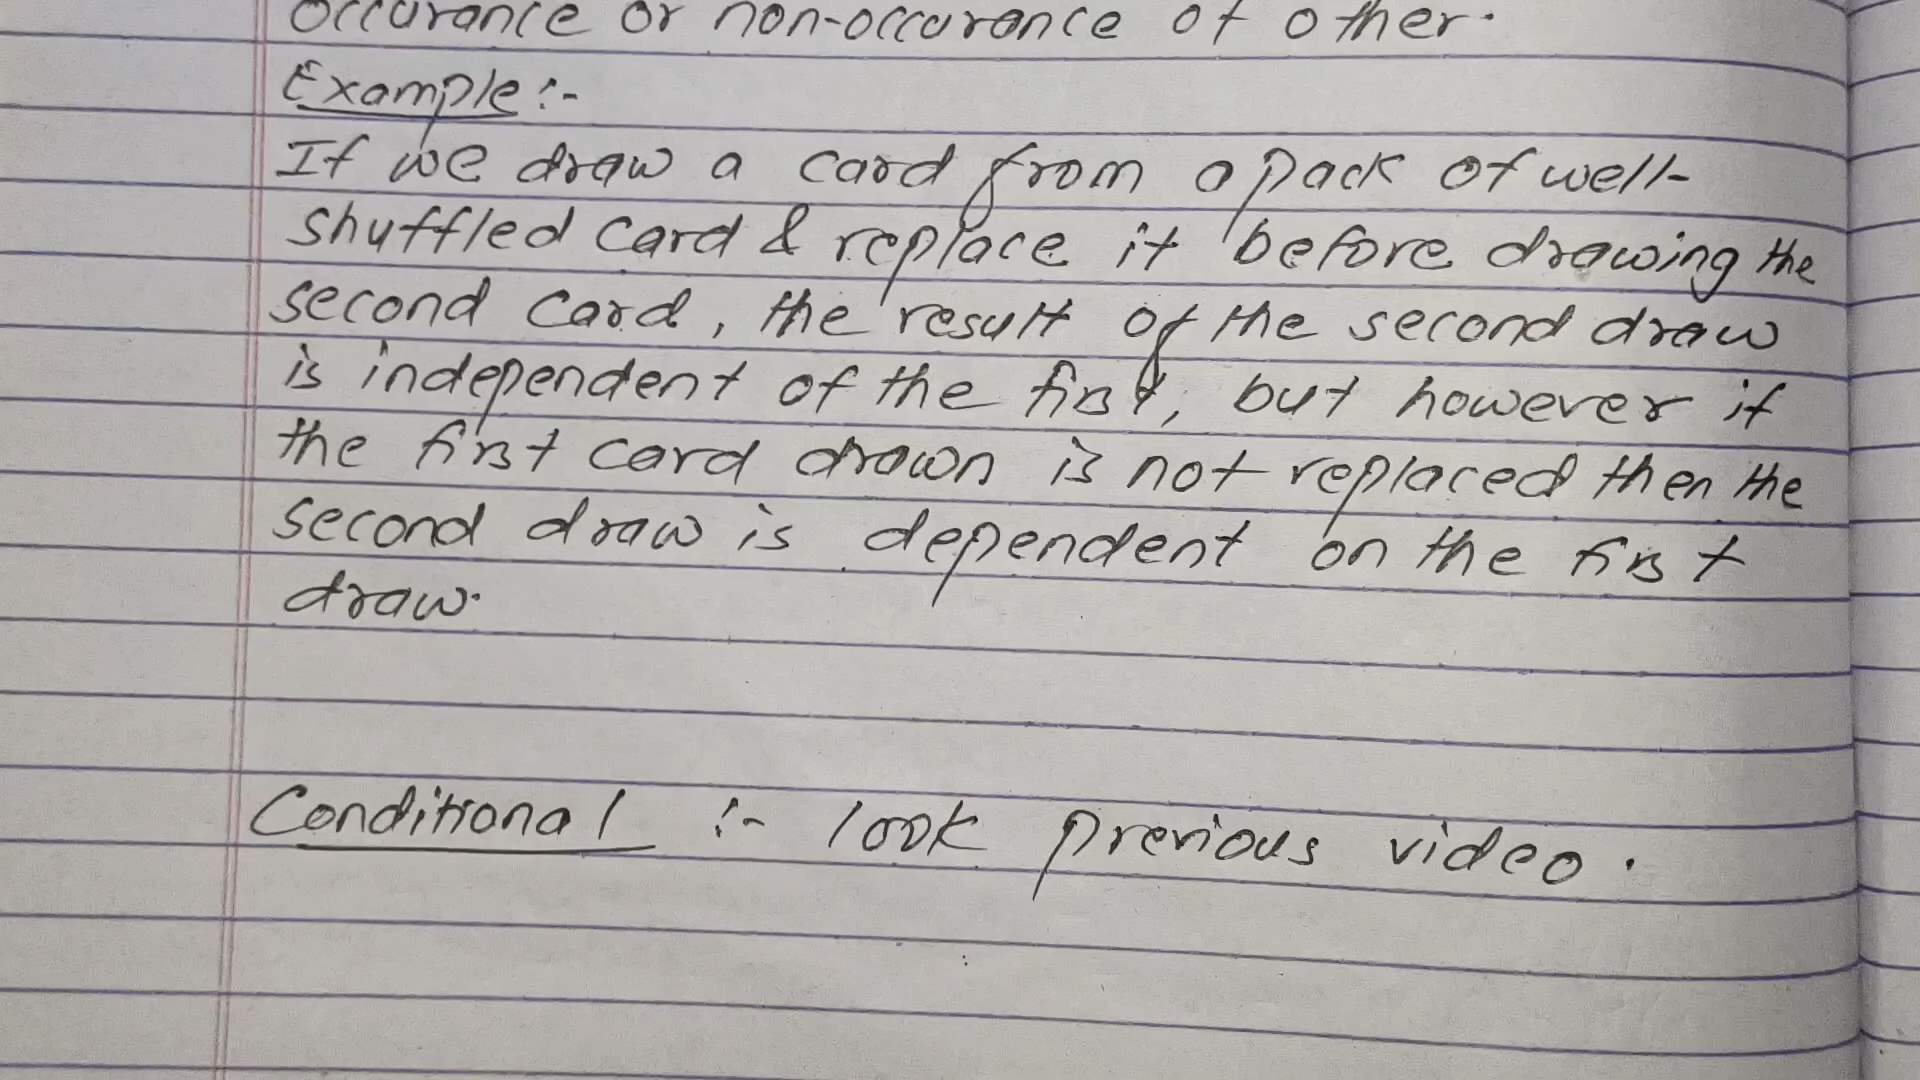 occurance or non-occurance of other.
Example :-
If we draw a card from a pack of well-
shuffled card & replace it before drawing the
second card, the result of the second draw
is independent of the first, but however if
the first card drawn is not replaced then the
second draw is dependent on the first
draw.
Conditional :- look previous video.